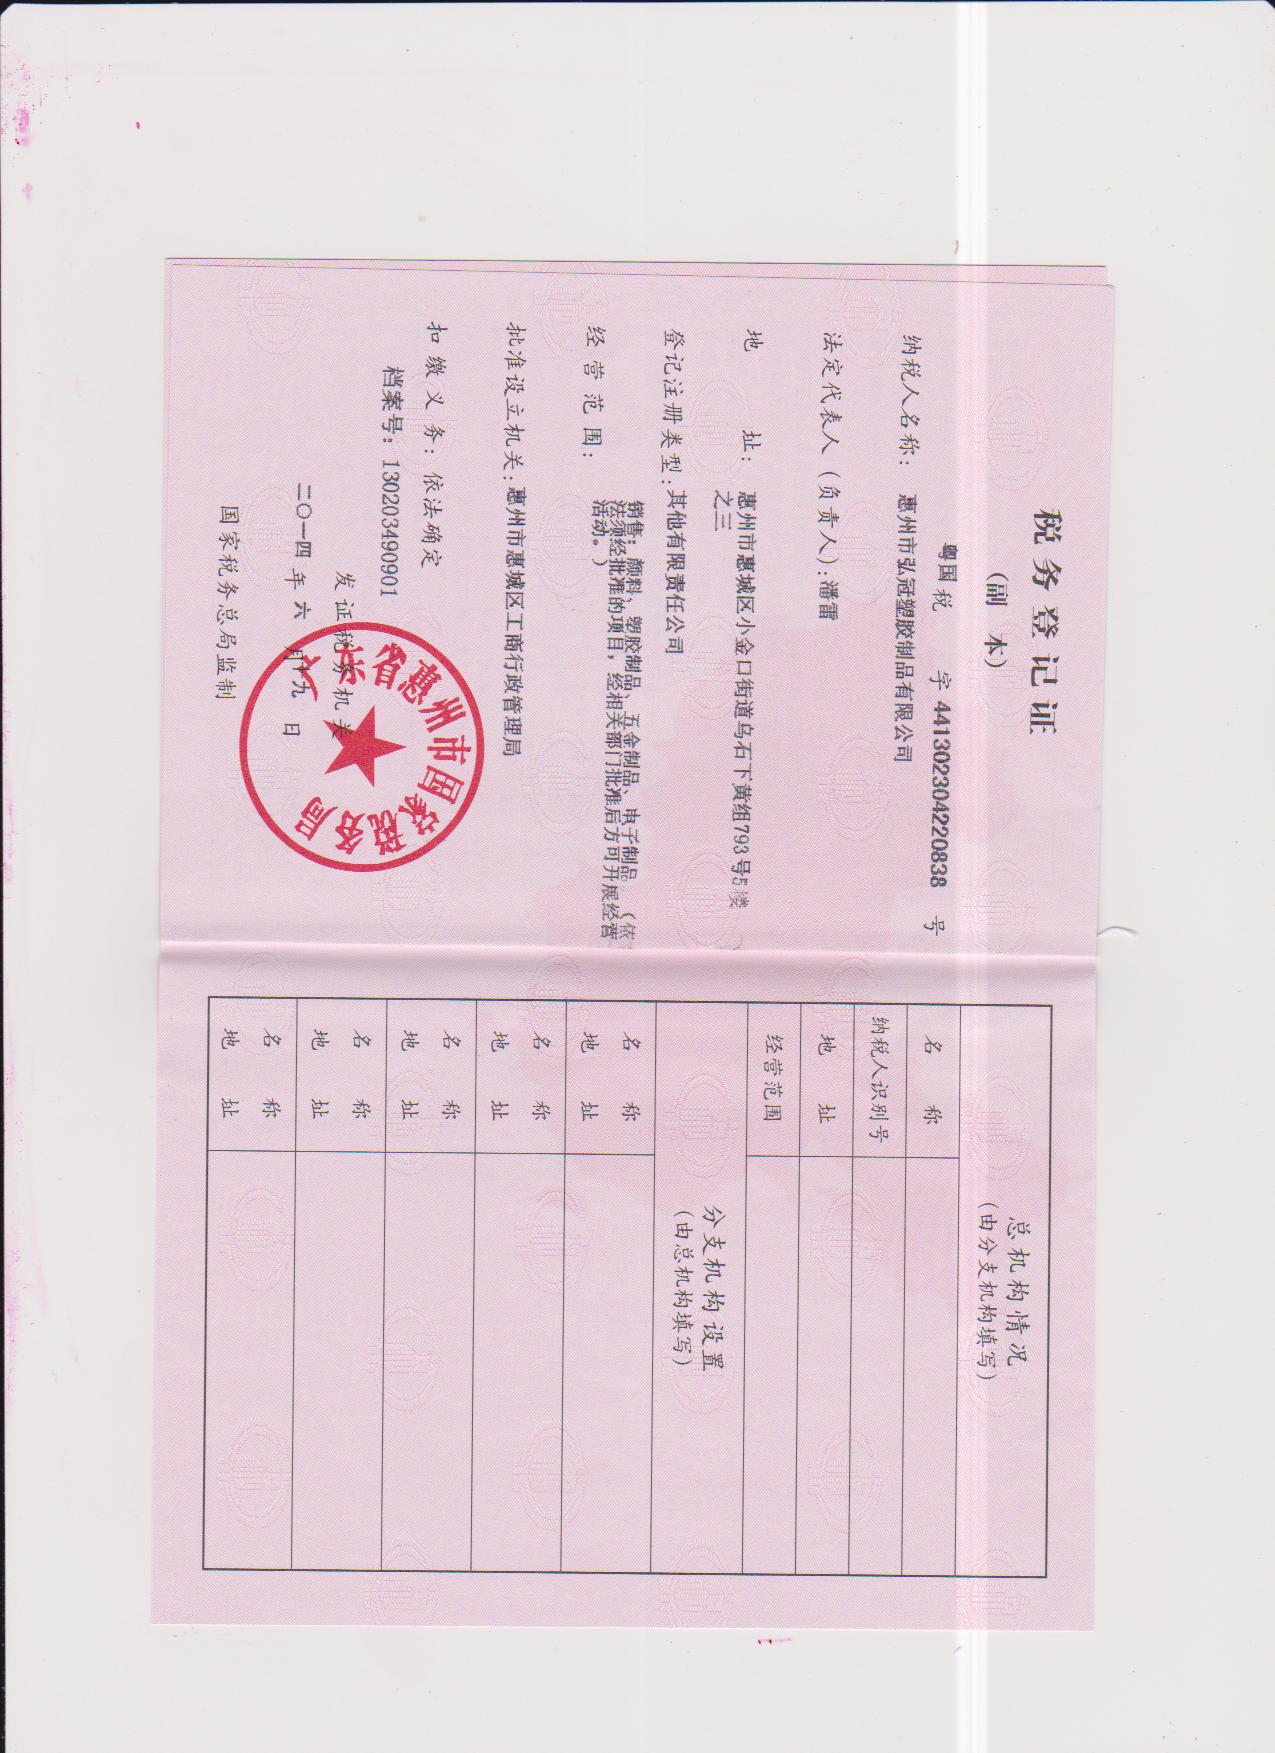 税务登记证
(副 本)
粤国 税 字 441302304220838 号
纳税人名称: 惠州市弘冠塑胶制品有限公司
法定代表人(负责人):潘雷
地 址: 惠州市惠城区小金口街道乌石下黄组793号5楼
之三
登记注册类型:其他有限责任公司
经营范围: 销售:颜料、塑胶制品、五金制品、电子制品。(依
法须经批准的项目,经相关部门批准后方可开展经营
活动。)
批准设立机关:惠州市惠城区工商行政管理局
扣缴义务:依法确定
档案号:13020349090​1
发证税务机关
二〇一四 年 六 月 十九 日
广东省惠州市国家税务局
国家税务总局监制
总机构情况
(由分支机构填写)
名 称
纳税人识别号
地 址
经营范围
分支机构设置
(由总机构填写)
名 称
地 址
名 称
地 址
名 称
地 址
名 称
地 址
名 称
地 址